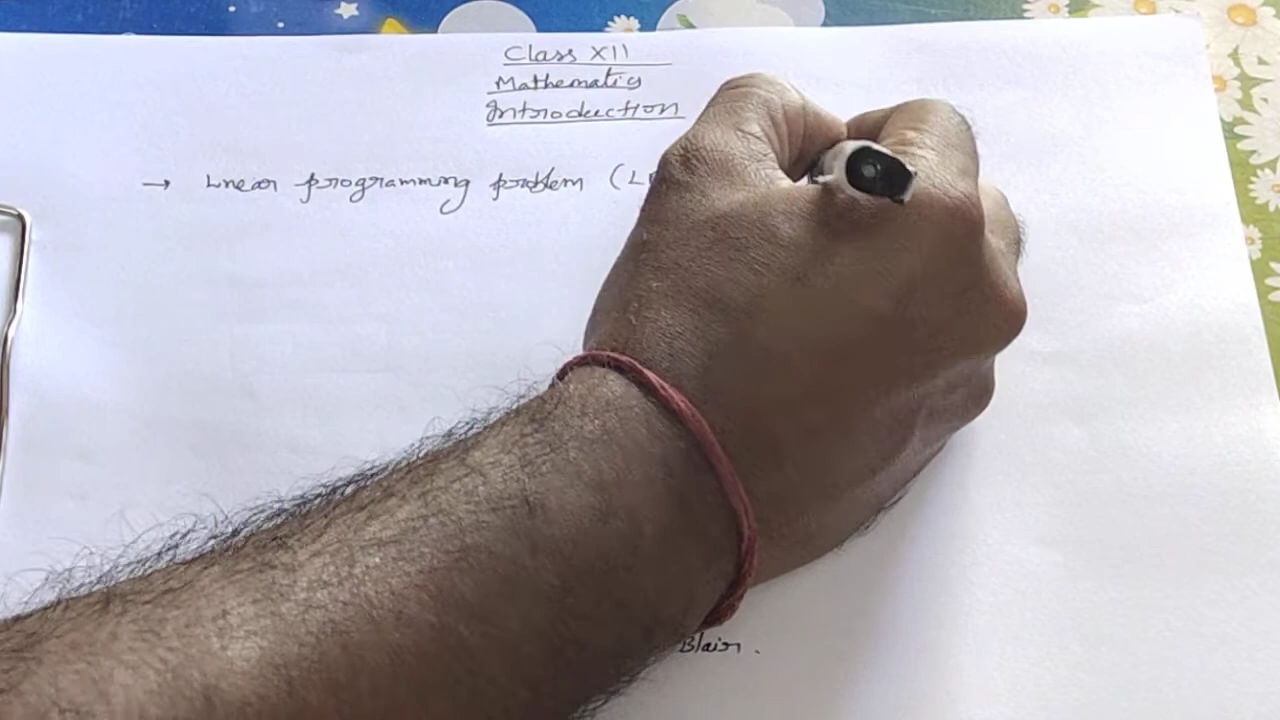 Class XII
Mathematics
Introduction
→ Linear programming problem (L
Blair.